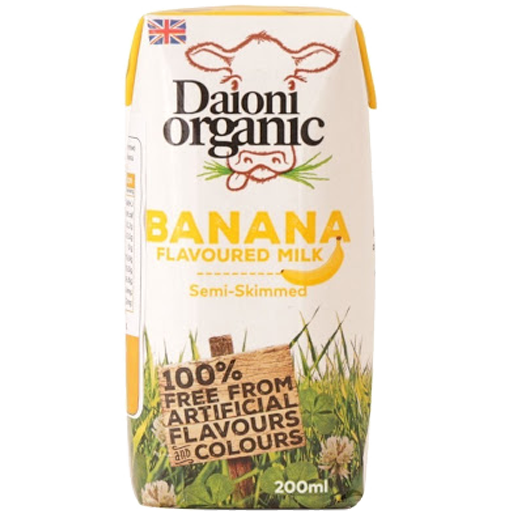 Daioni
organic
BANANA
FLAVOURED MILK
Semi-Skimmed
100%
FREE FROM
ARTIFICIAL
FLAVOURS
and COLOURS
200ml